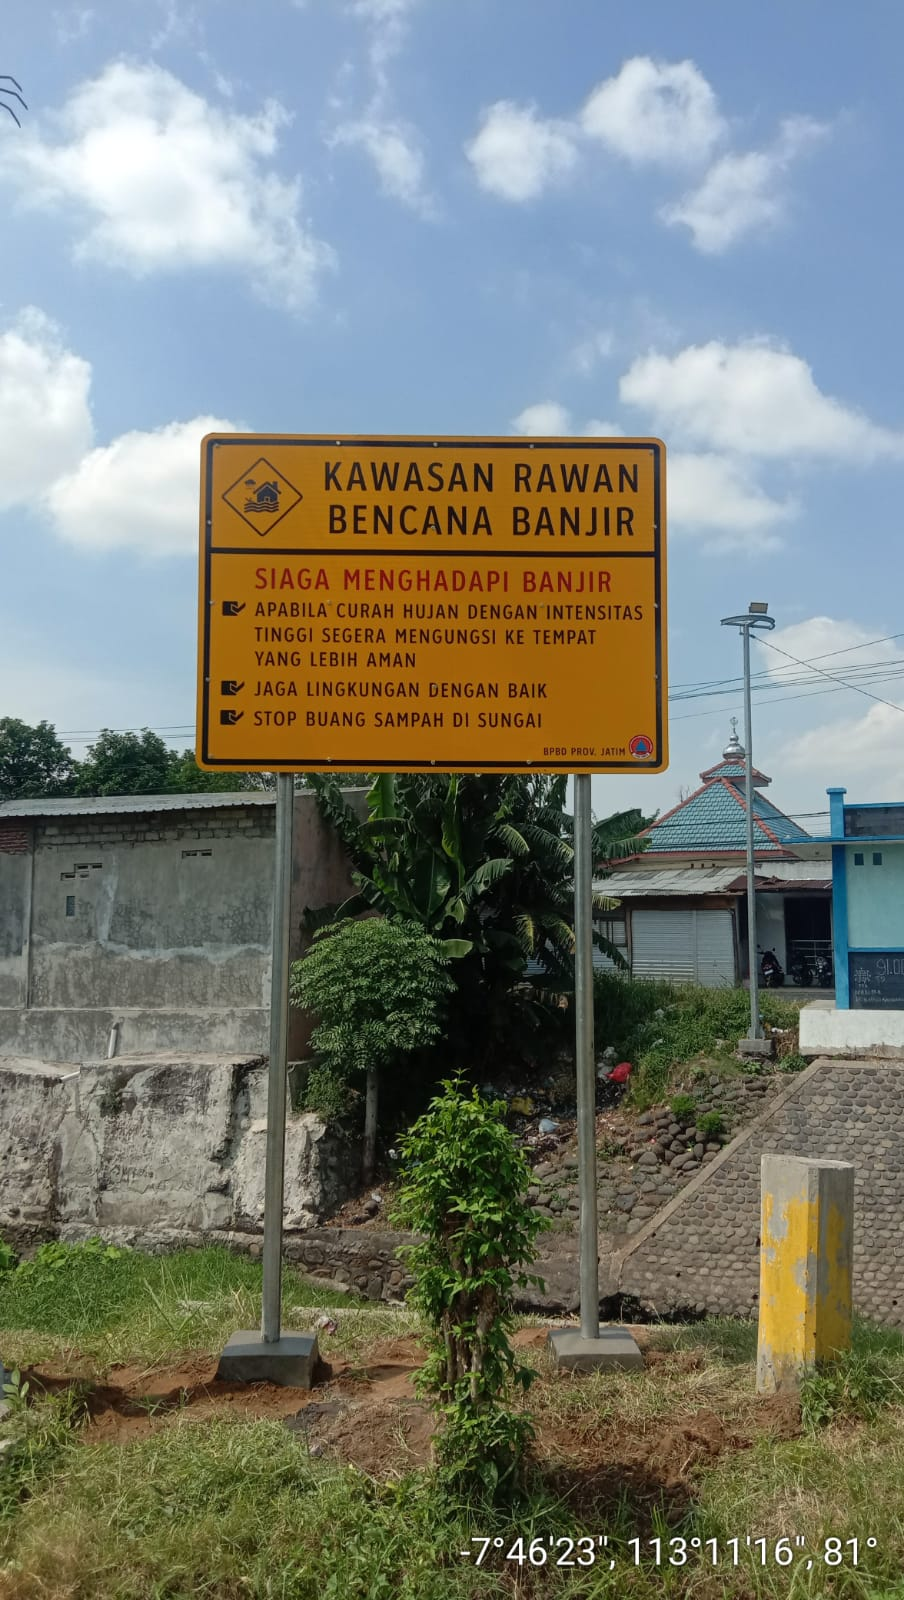 KAWASAN RAWAN
BENCANA BANJIR
SIAGA MENGHADAPI BANJIR
APABILA CURAH HUJAN DENGAN INTENSITAS
TINGGI SEGERA MENGUNGSI KE TEMPAT
YANG LEBIH AMAN
JAGA LINGKUNGAN DENGAN BAIK
STOP BUANG SAMPAH DI SUNGAI
BPBD PROV. JATIM
-7°46'23", 113°11'16", 81°